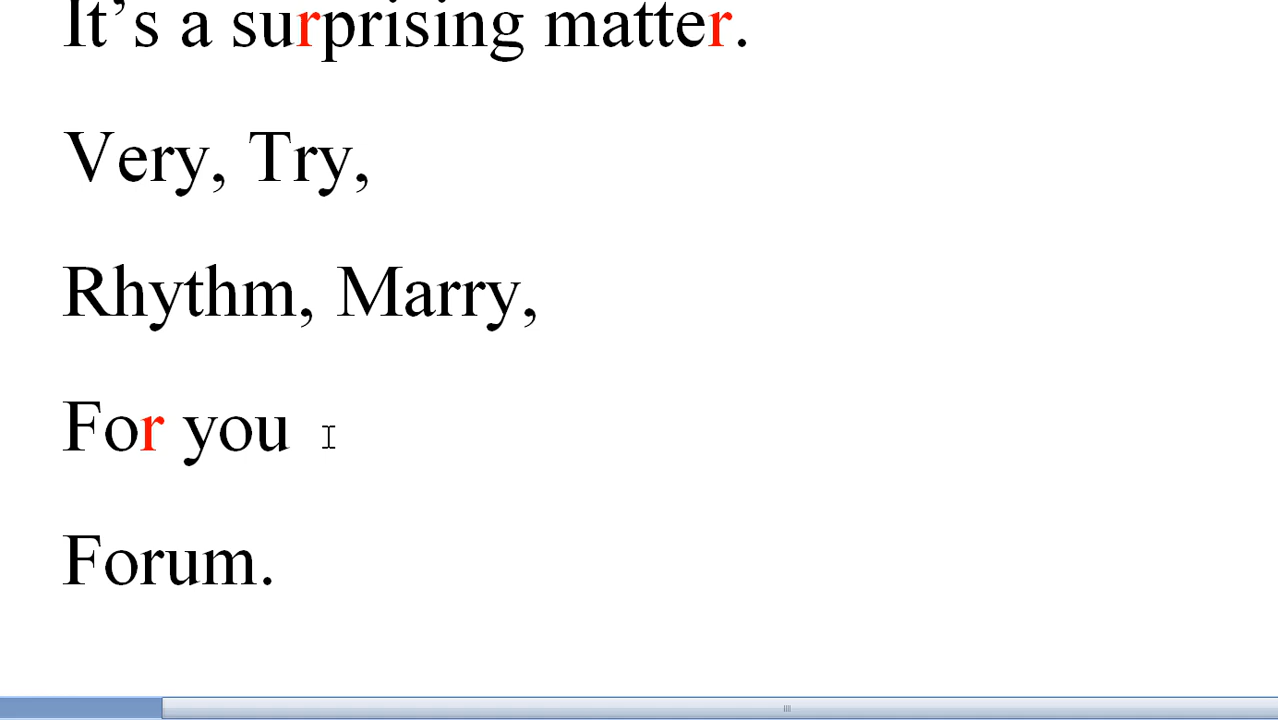 It’s a surprising matter.
Very, Try,
Rhythm, Marry,
For you
Forum.